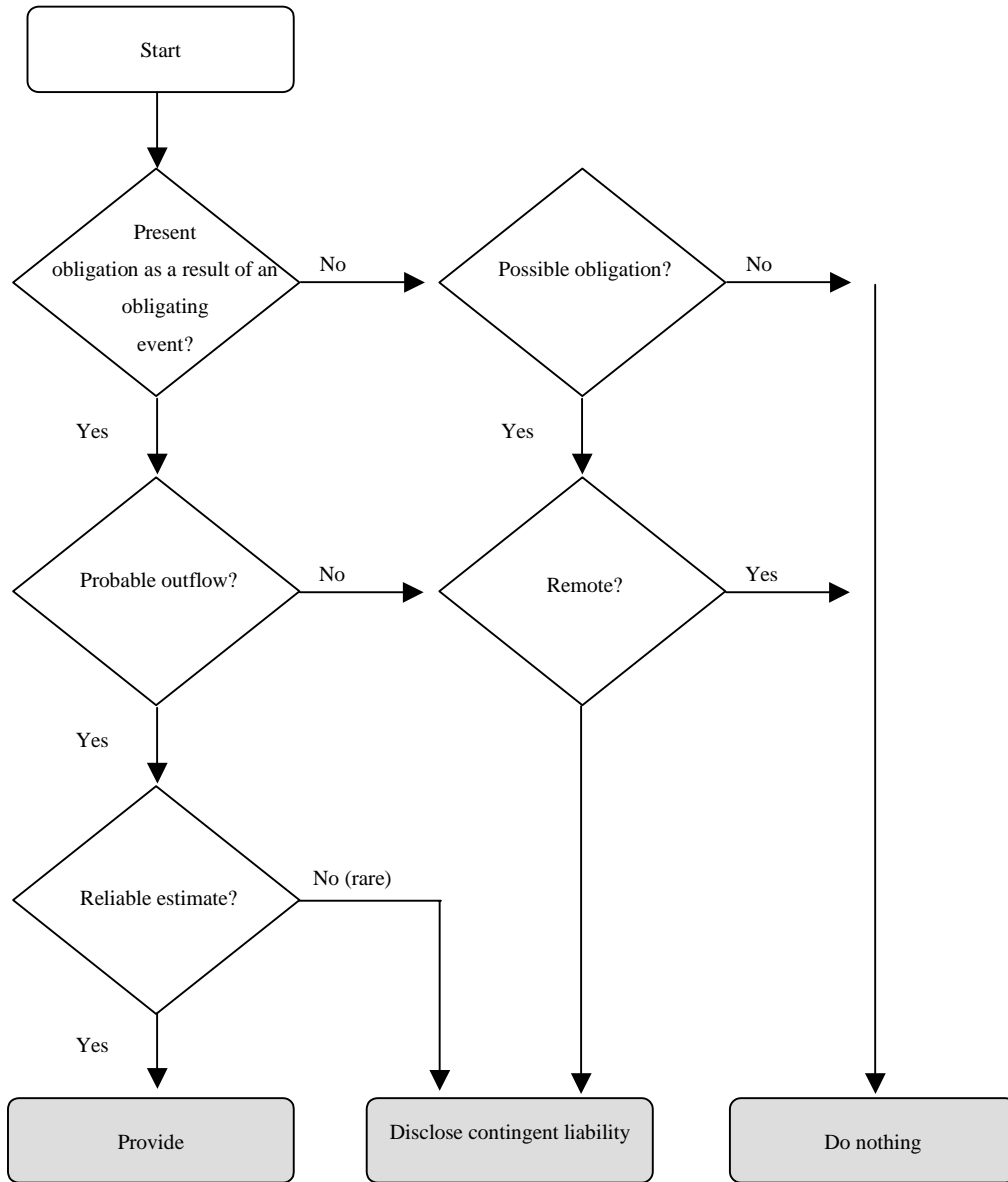 Start
Present
obligation as a result of an
obligating
event?
No
Possible obligation?
No
Yes
Yes
Probable outflow?
No
Remote?
Yes
Yes
Reliable estimate?
No (rare)
Yes
Provide
Disclose contingent liability
Do nothing